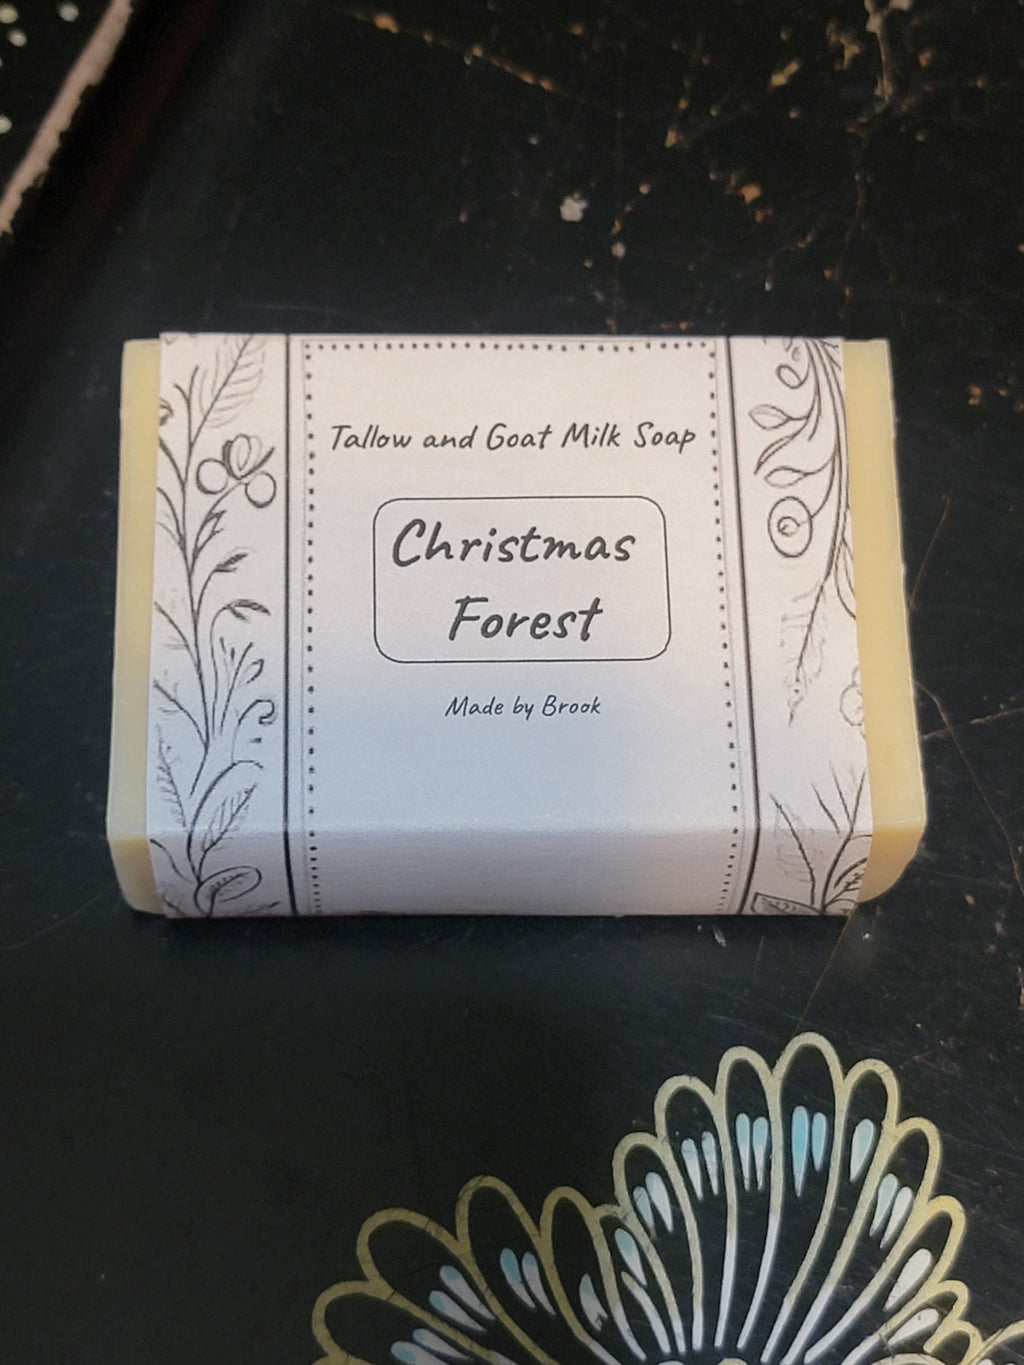 Tallow and Goat Milk Soap
Christmas
Forest
Made by Brook